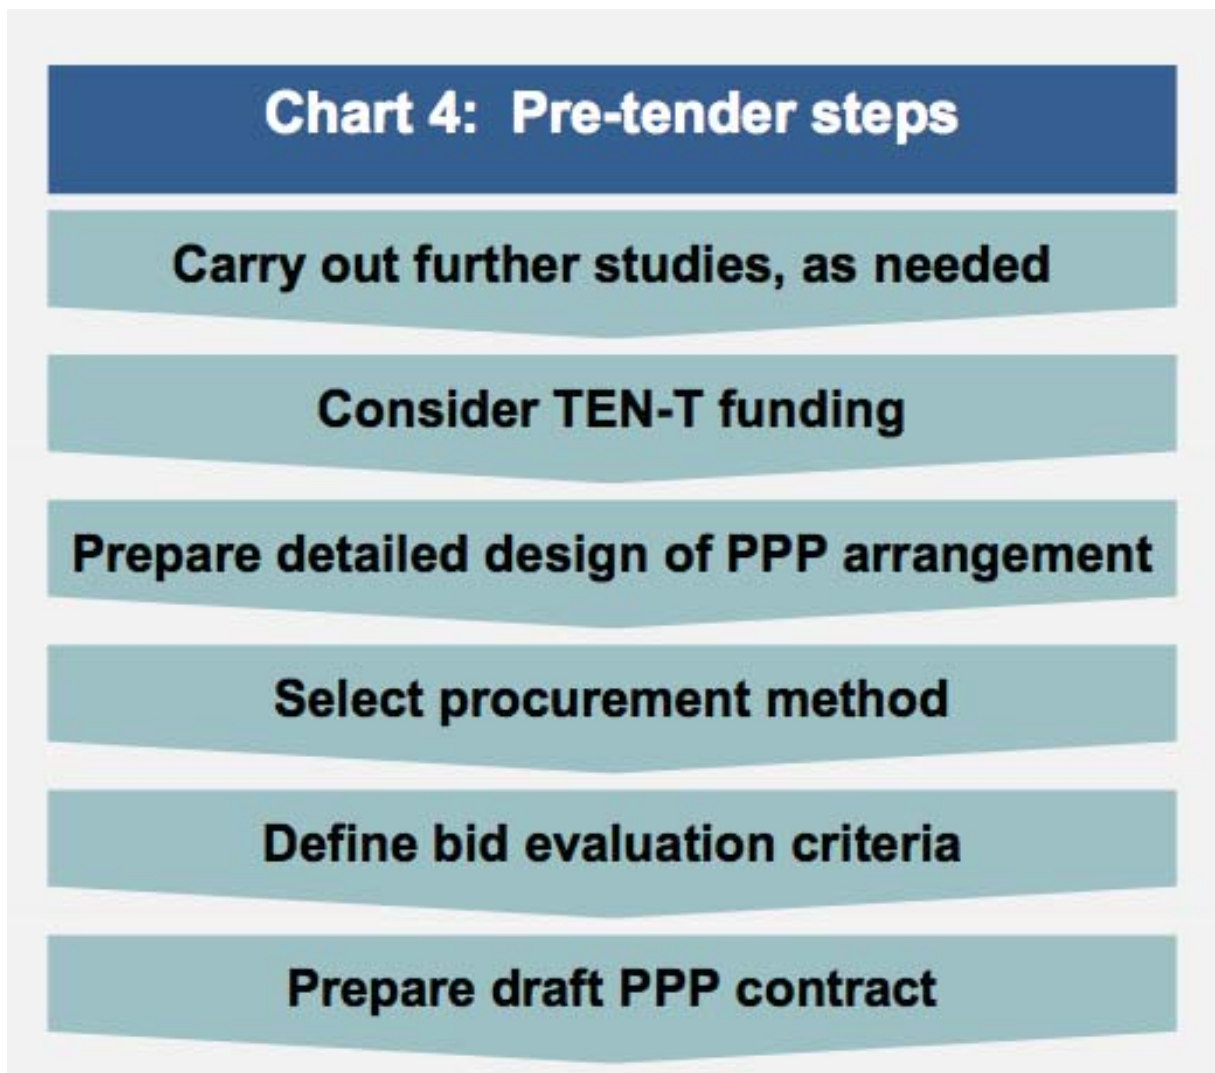 Chart 4:  Pre-tender steps
Carry out further studies, as needed
Consider TEN-T funding
Prepare detailed design of PPP arrangement
Select procurement method
Define bid evaluation criteria
Prepare draft PPP contract